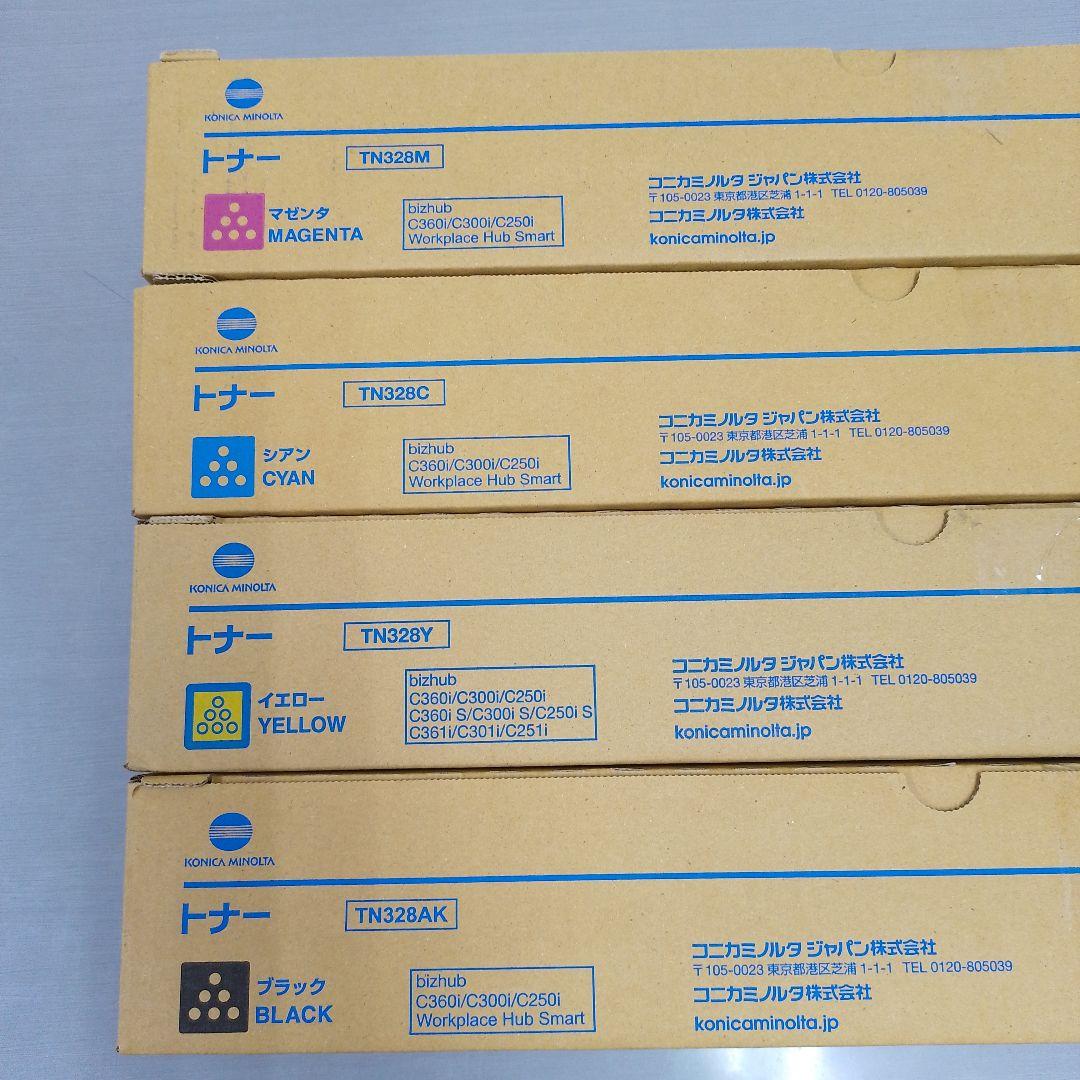 KONICA MINOLTA
トナー
TN328M
マゼンタ
MAGENTA
bizhub
C360i/C300i/C250i
Workplace Hub Smart
コニカミノルタ ジャパン株式会社
〒105-0023 東京都港区芝浦 1-1-1 TEL 0120-805039
コニカミノルタ株式会社
konicaminolta.jp
KONICA MINOLTA
トナー
TN328C
シアン
CYAN
bizhub
C360i/C300i/C250i
Workplace Hub Smart
コニカミノルタ ジャパン株式会社
〒105-0023 東京都港区芝浦 1-1-1 TEL 0120-805039
コニカミノルタ株式会社
konicaminolta.jp
KONICA MINOLTA
トナー
TN328Y
イエロー
YELLOW
bizhub
C360i/C300i/C250i
C360i S/C300i S/C250i S
C361i/C301i/C251i
コニカミノルタ ジャパン株式会社
〒105-0023 東京都港区芝浦 1-1-1 TEL 0120-805039
コニカミノルタ株式会社
konicaminolta.jp
KONICA MINOLTA
トナー
TN328AK
ブラック
BLACK
bizhub
C360i/C300i/C250i
Workplace Hub Smart
コニカミノルタ ジャパン株式会社
〒105-0023 東京都港区芝浦 1-1-1 TEL 0120-805039
コニカミノルタ株式会社
konicaminolta.jp